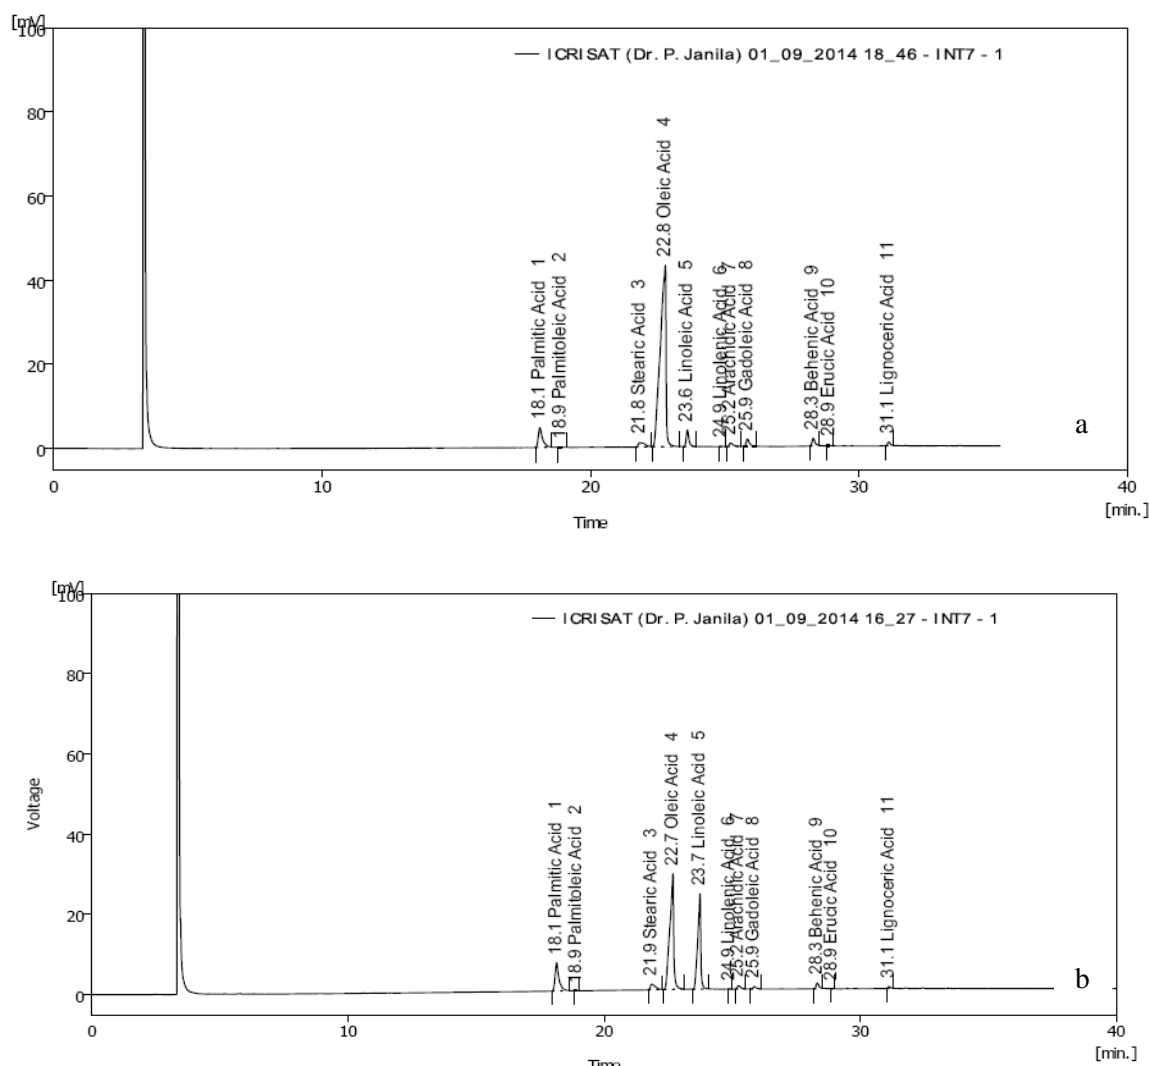 [mV]
100
— ICRISAT (Dr. P. Janila) 01_09_2014 18_46 - INT7 - 1
80
60
40
20
0
18.1 Palmitic Acid 1
18.9 Palmitoleic Acid 2
21.8 Stearic Acid 3
22.8 Oleic Acid 4
23.6 Linoleic Acid 5
24.9 Linolenic Acid 6
25.2 Arachidic Acid 7
25.9 Gadoleic Acid 8
28.3 Behenic Acid 9
28.9 Erucic Acid 10
31.1 Lignoceric Acid 11
a
0 10 20 30 40
Time
[min.]
[mV]
100
— ICRISAT (Dr. P. Janila) 01_09_2014 16_27 - INT7 - 1
80
60
40
20
0
Voltage
18.1 Palmitic Acid 1
18.9 Palmitoleic Acid 2
21.9 Stearic Acid 3
22.7 Oleic Acid 4
23.7 Linoleic Acid 5
24.9 Linolenic Acid 6
25.2 Arachidic Acid 7
25.9 Gadoleic Acid 8
28.3 Behenic Acid 9
28.9 Erucic Acid 10
31.1 Lignoceric Acid 11
b
0 10 20 30 40
[min.]
Time